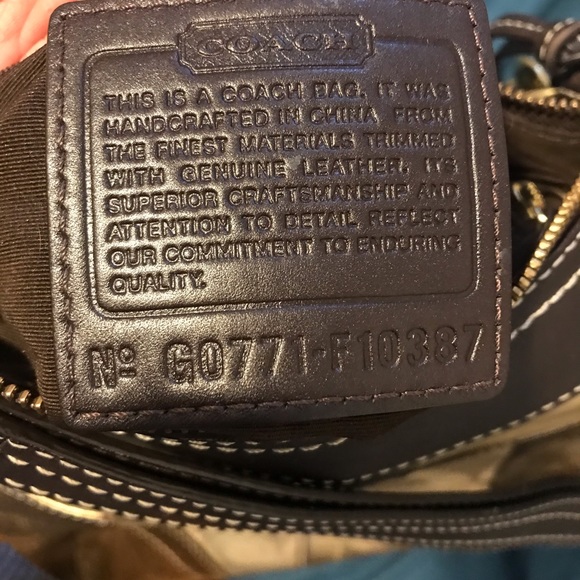 COACH
THIS IS A COACH BAG. IT WAS
HANDCRAFTED IN CHINA FROM
THE FINEST MATERIALS TRIMMED
WITH GENUINE LEATHER. IT'S
SUPERIOR CRAFTSMANSHIP AND
ATTENTION TO DETAIL REFLECT
OUR COMMITMENT TO ENDURING
QUALITY.
Nº G0771-F10387